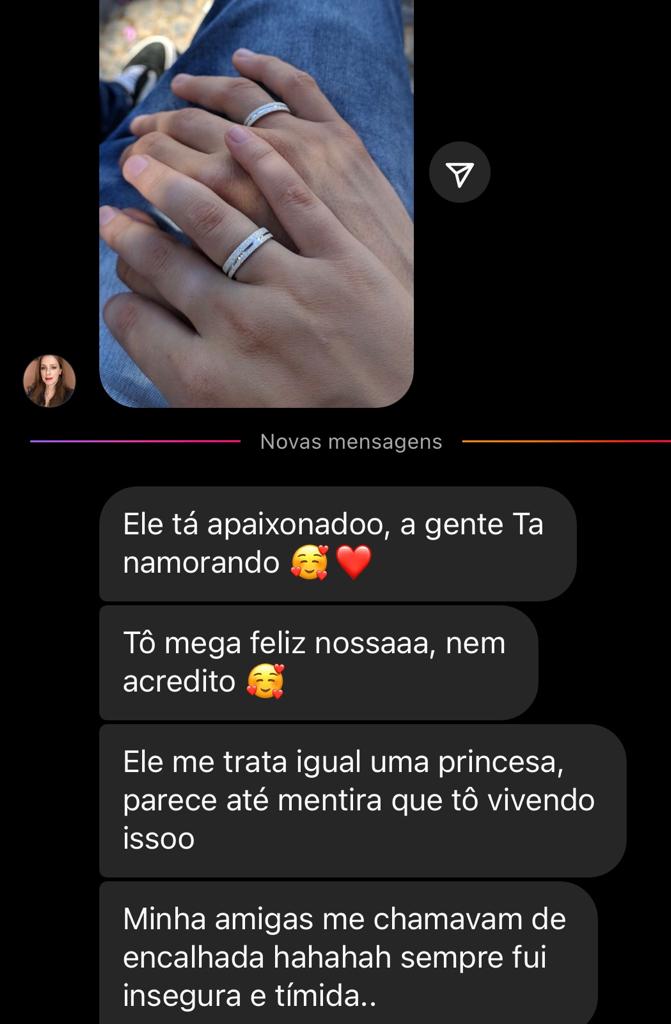 Novas mensagens
Ele tá apaixonadoo, a gente Ta
namorando 🥰❤️
Tô mega feliz nossaaa, nem
acredito 🥰
Ele me trata igual uma princesa,
parece até mentira que tô vivendo
issoo
Minha amigas me chamavam de
encalhada hahahah sempre fui
insegura e tímida..